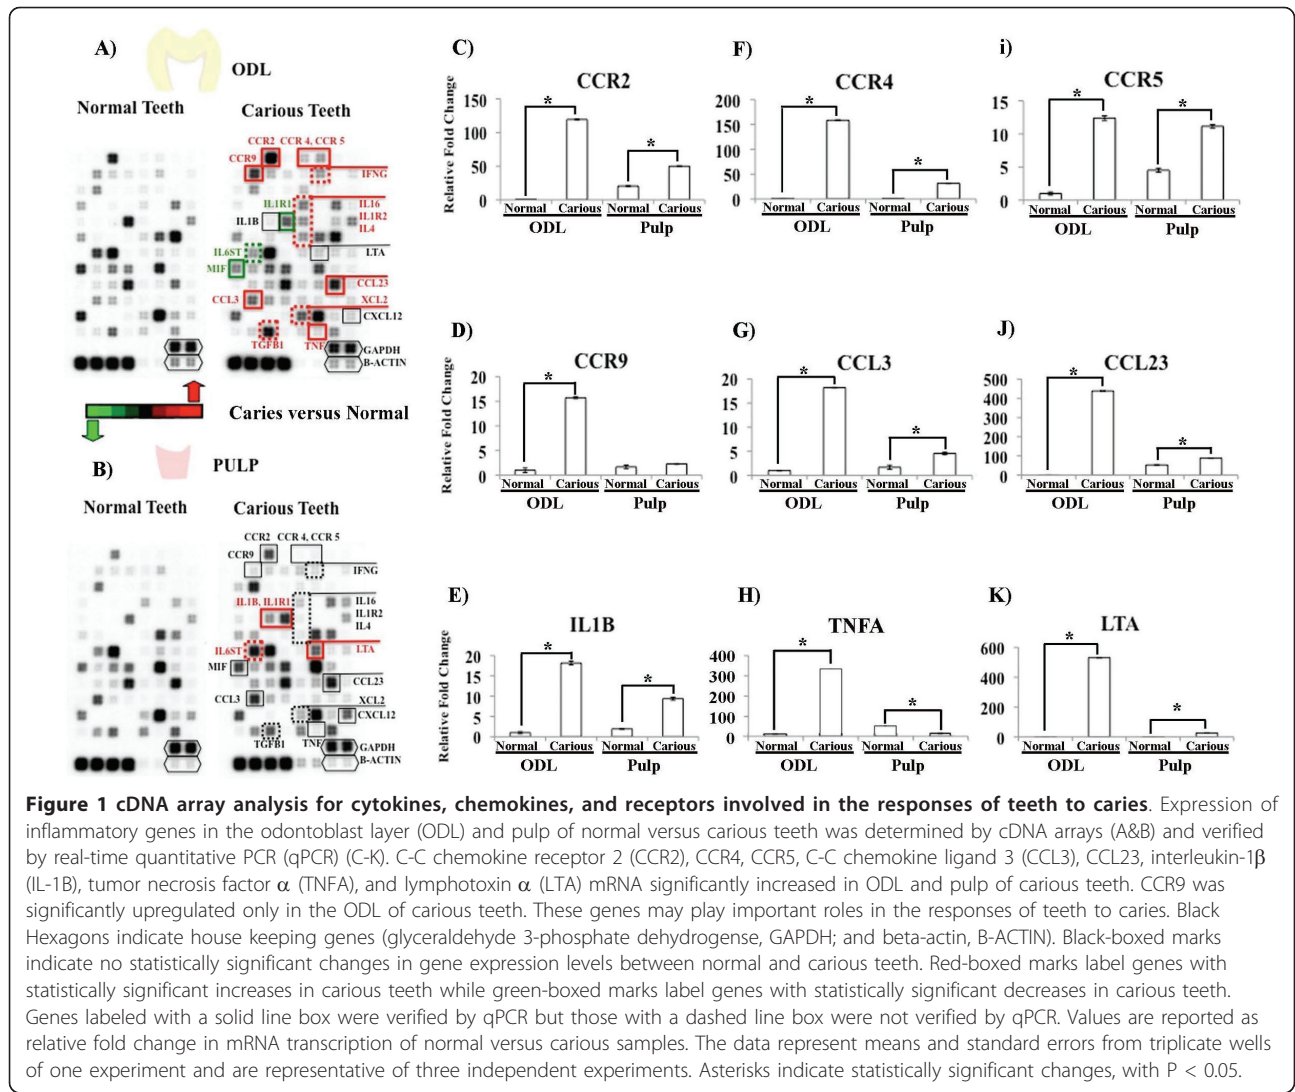 A)
ODL
Normal Teeth
Carious Teeth
CCR2 CCR 4, CCR 5
CCR9
IFNG
IL1R1
IL16
IL1B
IL1R2
IL4
IL6ST
LTA
MIF
CCL23
CCL3
XCL2
CXCL12
TGFB1
TNF
GAPDH
B-ACTIN
Caries versus Normal
B)
PULP
Normal Teeth
Carious Teeth
CCR2 CCR 4, CCR 5
CCR9
IFNG
IL1B, IL1R1
IL16
IL1R2
IL4
IL6ST
LTA
MIF
CCL23
CCL3
XCL2
CXCL12
TGFB1
TNF
GAPDH
B-ACTIN
C)
CCR2
Relative Fold Change
150
100
50
0
*
*
Normal Carious Normal Carious
ODL Pulp
F)
CCR4
200
150
100
50
0
*
*
Normal Carious Normal Carious
ODL Pulp
i)
CCR5
15
10
5
0
*
*
Normal Carious Normal Carious
ODL Pulp
D)
CCR9
Relative Fold Change
20
15
10
5
0
*
Normal Carious Normal Carious
ODL Pulp
G)
CCL3
20
15
10
5
0
*
*
Normal Carious Normal Carious
ODL Pulp
J)
CCL23
500
400
300
200
100
0
*
*
Normal Carious Normal Carious
ODL Pulp
E)
IL1B
Relative Fold Change
20
15
10
5
0
*
*
Normal Carious Normal Carious
ODL Pulp
H)
TNFA
400
300
200
100
0
*
*
Normal Carious Normal Carious
ODL Pulp
K)
LTA
600
400
200
0
*
*
Normal Carious Normal Carious
ODL Pulp
Figure 1 cDNA array analysis for cytokines, chemokines, and receptors involved in the responses of teeth to caries. Expression of
inflammatory genes in the odontoblast layer (ODL) and pulp of normal versus carious teeth was determined by cDNA arrays (A&B) and verified
by real-time quantitative PCR (qPCR) (C-K). C-C chemokine receptor 2 (CCR2), CCR4, CCR5, C-C chemokine ligand 3 (CCL3), CCL23, interleukin-1β
(IL-1B), tumor necrosis factor α (TNFA), and lymphotoxin α (LTA) mRNA significantly increased in ODL and pulp of carious teeth. CCR9 was
significantly upregulated only in the ODL of carious teeth. These genes may play important roles in the responses of teeth to caries. Black
Hexagons indicate house keeping genes (glyceraldehyde 3-phosphate dehydrogense, GAPDH; and beta-actin, B-ACTIN). Black-boxed marks
indicate no statistically significant changes in gene expression levels between normal and carious teeth. Red-boxed marks label genes with
statistically significant increases in carious teeth while green-boxed marks label genes with statistically significant decreases in carious teeth.
Genes labeled with a solid line box were verified by qPCR but those with a dashed line box were not verified by qPCR. Values are reported as
relative fold change in mRNA transcription of normal versus carious samples. The data represent means and standard errors from triplicate wells
of one experiment and are representative of three independent experiments. Asterisks indicate statistically significant changes, with P < 0.05.